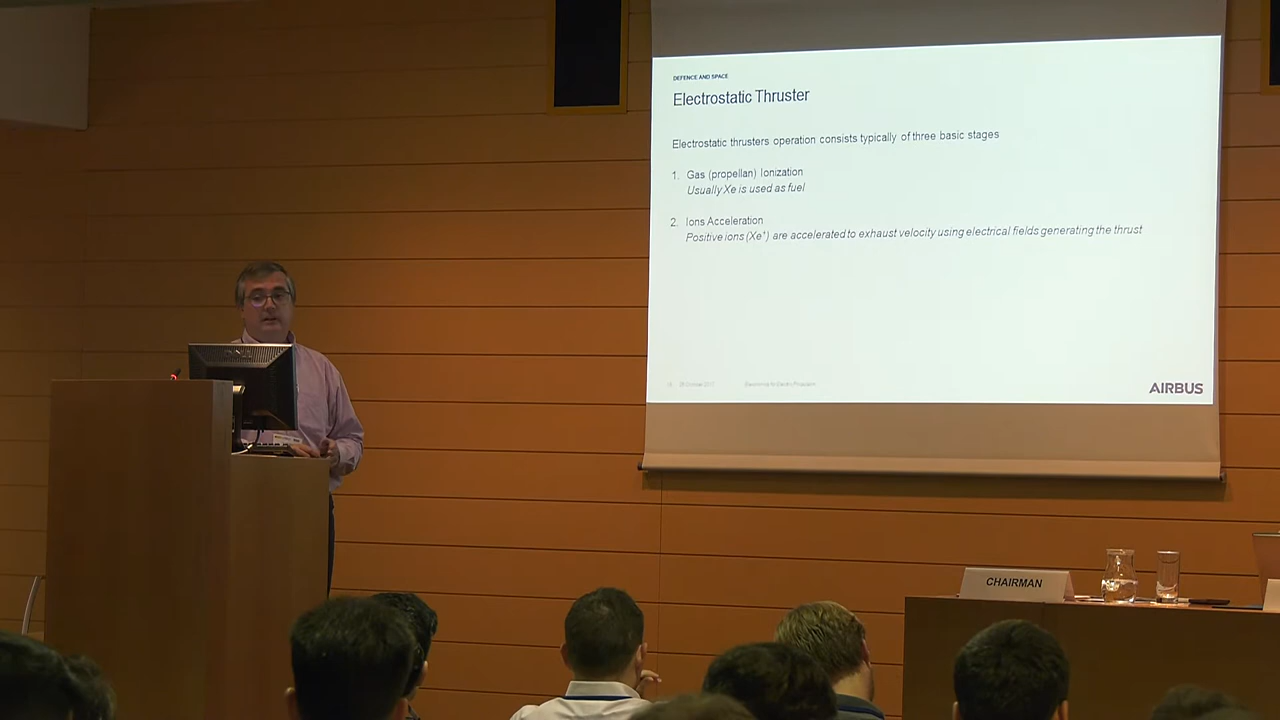 DEFENCE AND SPACE
Electrostatic Thruster
Electrostatic thrusters operation consists typically of three basic stages
1. Gas (propellan) Ionization
Usually Xe is used as fuel
2. Ions Acceleration
Positive ions (Xe⁺) are accelerated to exhaust velocity using electrical fields generating the thrust
AIRBUS
CHAIRMAN